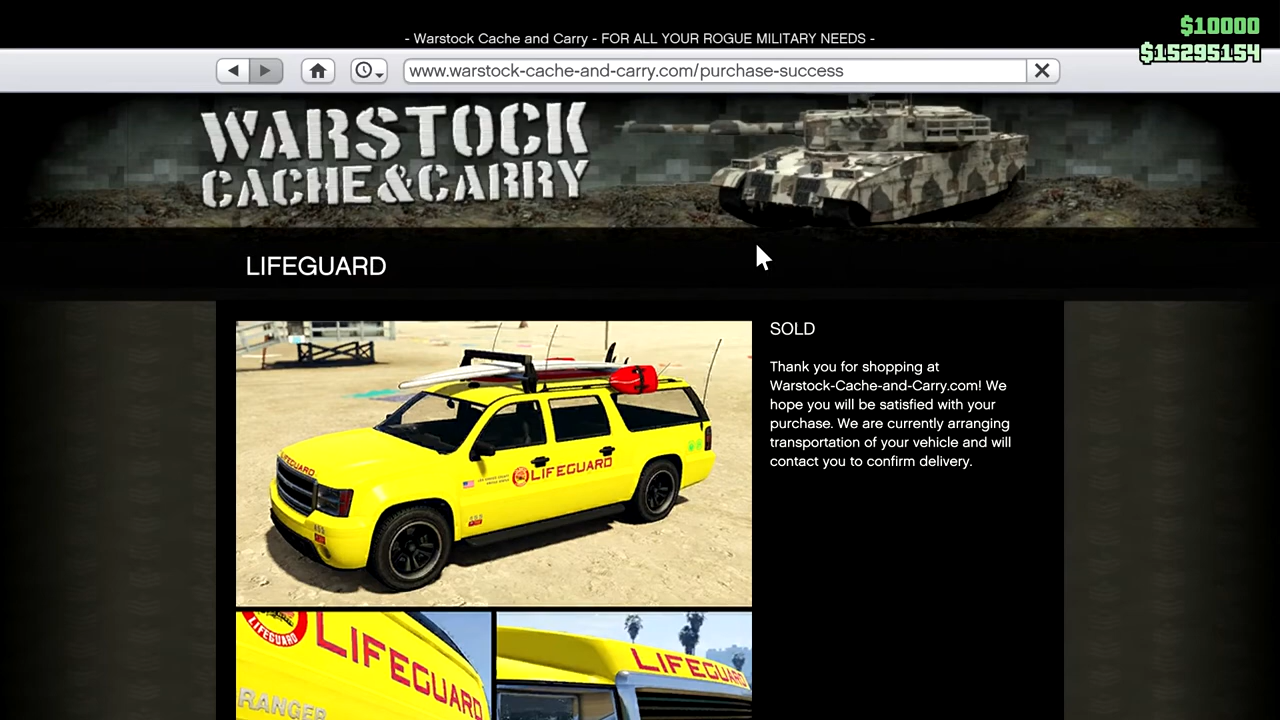 - Warstock Cache and Carry - FOR ALL YOUR ROGUE MILITARY NEEDS -
$10000
$15295154
www.warstock-cache-and-carry.com/purchase-success
WARSTOCK
CACHE&CARRY
LIFEGUARD
SOLD
Thank you for shopping at
Warstock-Cache-and-Carry.com! We
hope you will be satisfied with your
purchase. We are currently arranging
transportation of your vehicle and will
contact you to confirm delivery.
LIFEGUARD
LIFEGUARD
LIFEGUARD
LIFEGUARD
RANGER
LIFEGUARD